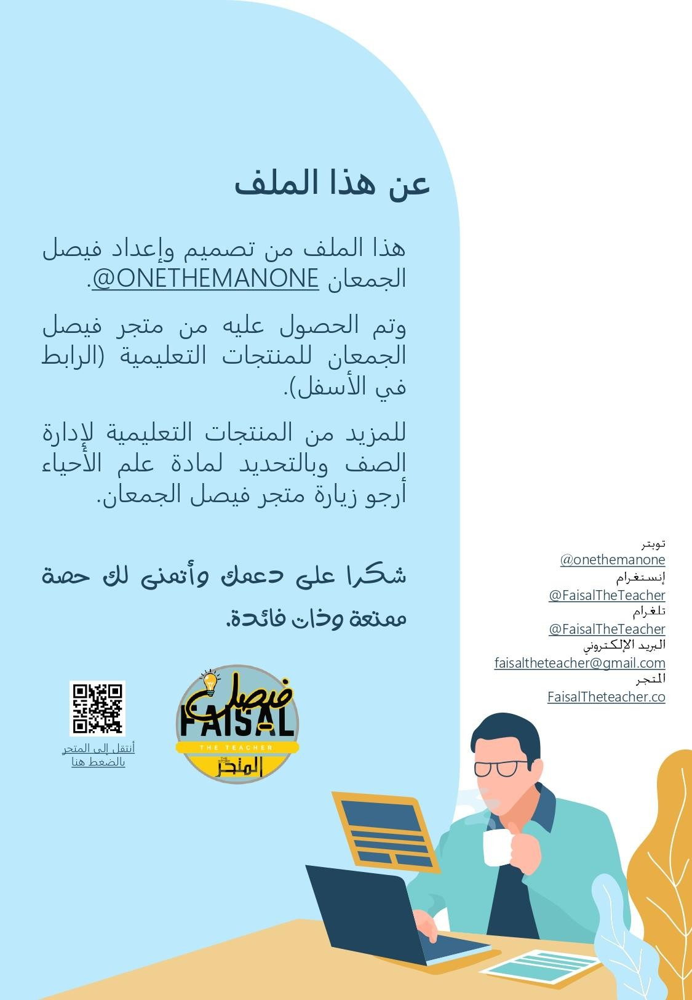 عن هذا الملف
هذا الملف من تصميم وإعداد فيصل
الجمعان @ONETHEMANONE.
وتم الحصول عليه من متجر فيصل
الجمعان للمنتجات التعليمية (الرابط
في الأسفل).
للمزيد من المنتجات التعليمية لإدارة
الصف وبالتحديد لمادة علم الأحياء
أرجو زيارة متجر فيصل الجمعان.
شكرا على دعمك وأتمنى لك حصة
ممتعة وذات فائدة.
تويتر
@onethemanone
إنستغرام
@FaisalTheTeacher
تلغرام
@FaisalTheTeacher
البريد الإلكتروني
faisaltheteacher@gmail.com
المتجر
FaisalTheteacher.co
فيصل
FAISAL
THE TEACHER
THE STORE
المتجر
أنتقل إلى المتجر
بالضغط هنا